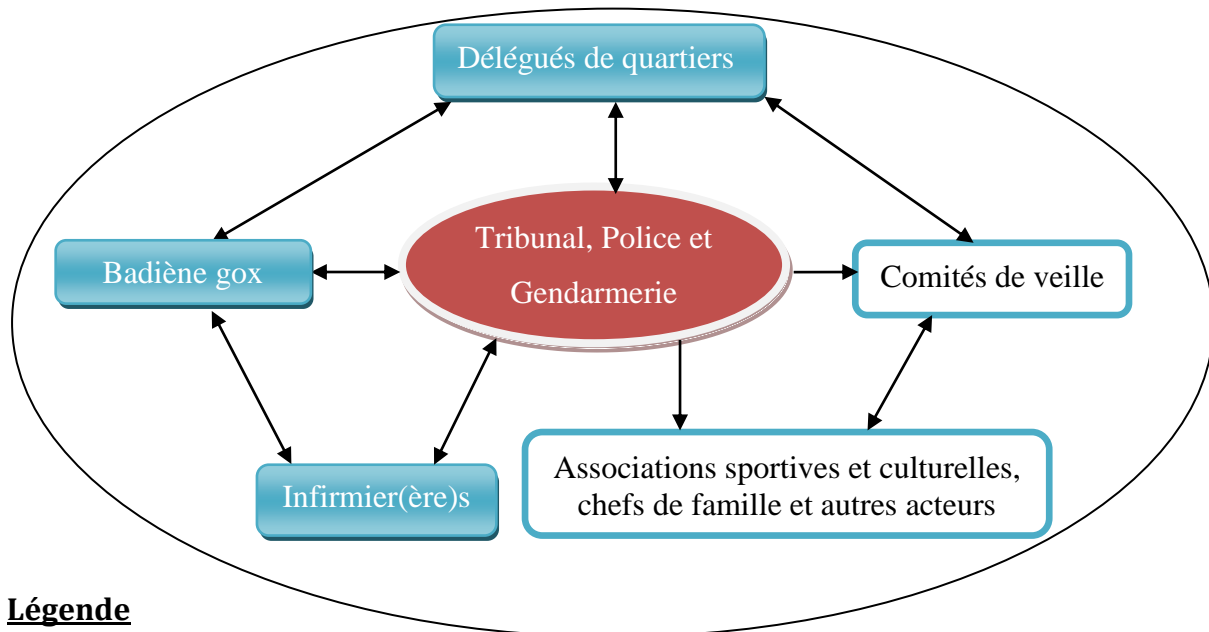 Délégués de quartiers
Tribunal, Police et
Gendarmerie
Badiène gox
Comités de veille
Infirmier(ère)s
Associations sportives et culturelles,
chefs de famille et autres acteurs
Légende